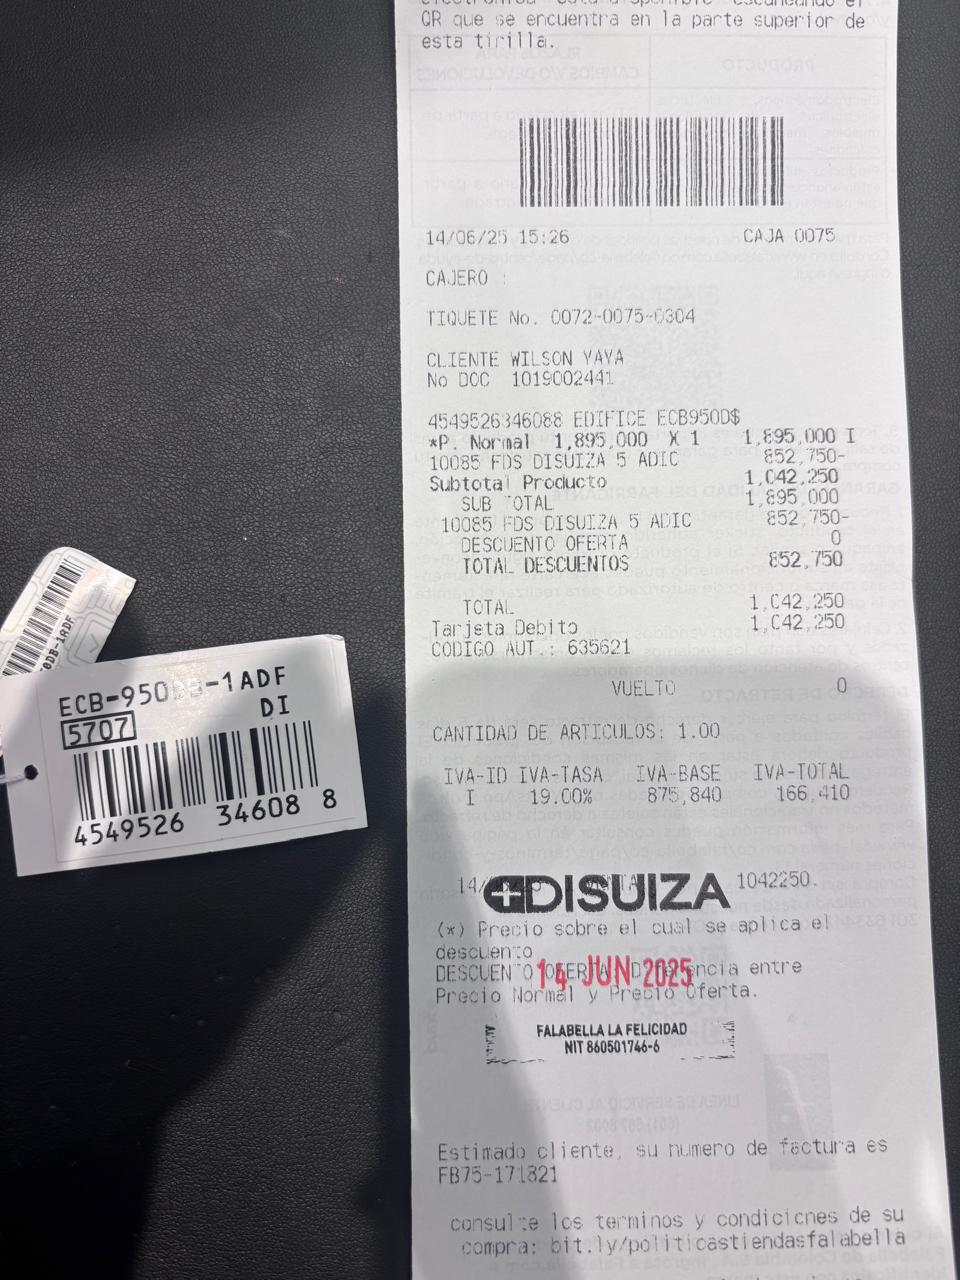 QR que se encuentra en la parte superior de
esta tirilla.
14/06/25 15:26 CAJA 0075
CAJERO :
TIQUETE No. 0072-0075-0304
CLIENTE WILSON YAYA
No DOC 1019002441
4549526346088 EDIFICE ECB950D$
*P. Normal 1,895,000 X 1 1,895,000 I
10085 FDS DISUIZA 5 ADIC 852,750-
Subtotal Producto 1,042,250
SUB TOTAL 1,895,000
10085 FDS DISUIZA 5 ADIC 852,750-
DESCUENTO OFERTA 0
TOTAL DESCUENTOS 852,750
TOTAL 1,042,250
Tarjeta Debito 1,042,250
CODIGO AUT.: 635621
VUELTO 0
CANTIDAD DE ARTICULOS: 1.00
IVA-ID IVA-TASA IVA-BASE IVA-TOTAL
I 19.00% 875,840 166,410
14/ 1042250.
DISUIZA
(*) Precio sobre el cual se aplica el
descuento
DESCUENTO OFERTA: Diferencia entre
14 JUN 2025
Precio Normal y Precio Oferta.
FALABELLA LA FELICIDAD
NIT 860501746-6
Estimado cliente, su numero de factura es
FB75-171821
consulte los terminos y condiciones de su
compra: bit.ly/politicastiendasfalabella
-1ADF
ECB-950 -1ADF
5707 DI
4549526 34608 8